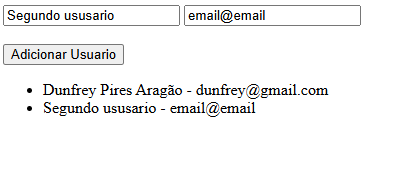 Segundo ususario email@email
Adicionar Usuario
Dunfrey Pires Aragão - dunfrey@gmail.com
Segundo ususario - email@email